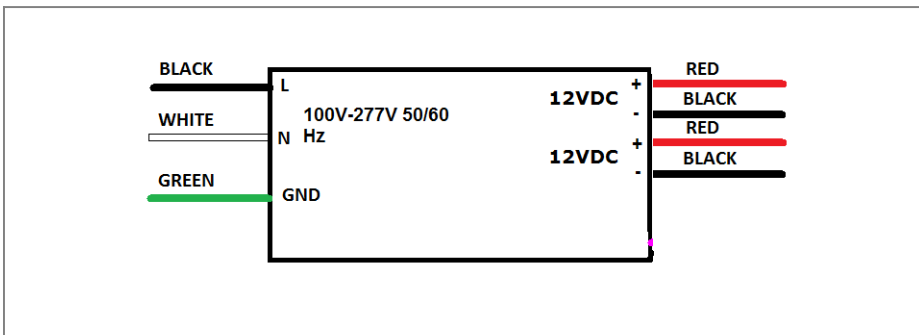 BLACK
L
WHITE
N
GREEN
GND
100V-277V 50/60
Hz
12VDC
+
-
12VDC
+
-
RED
BLACK
RED
BLACK